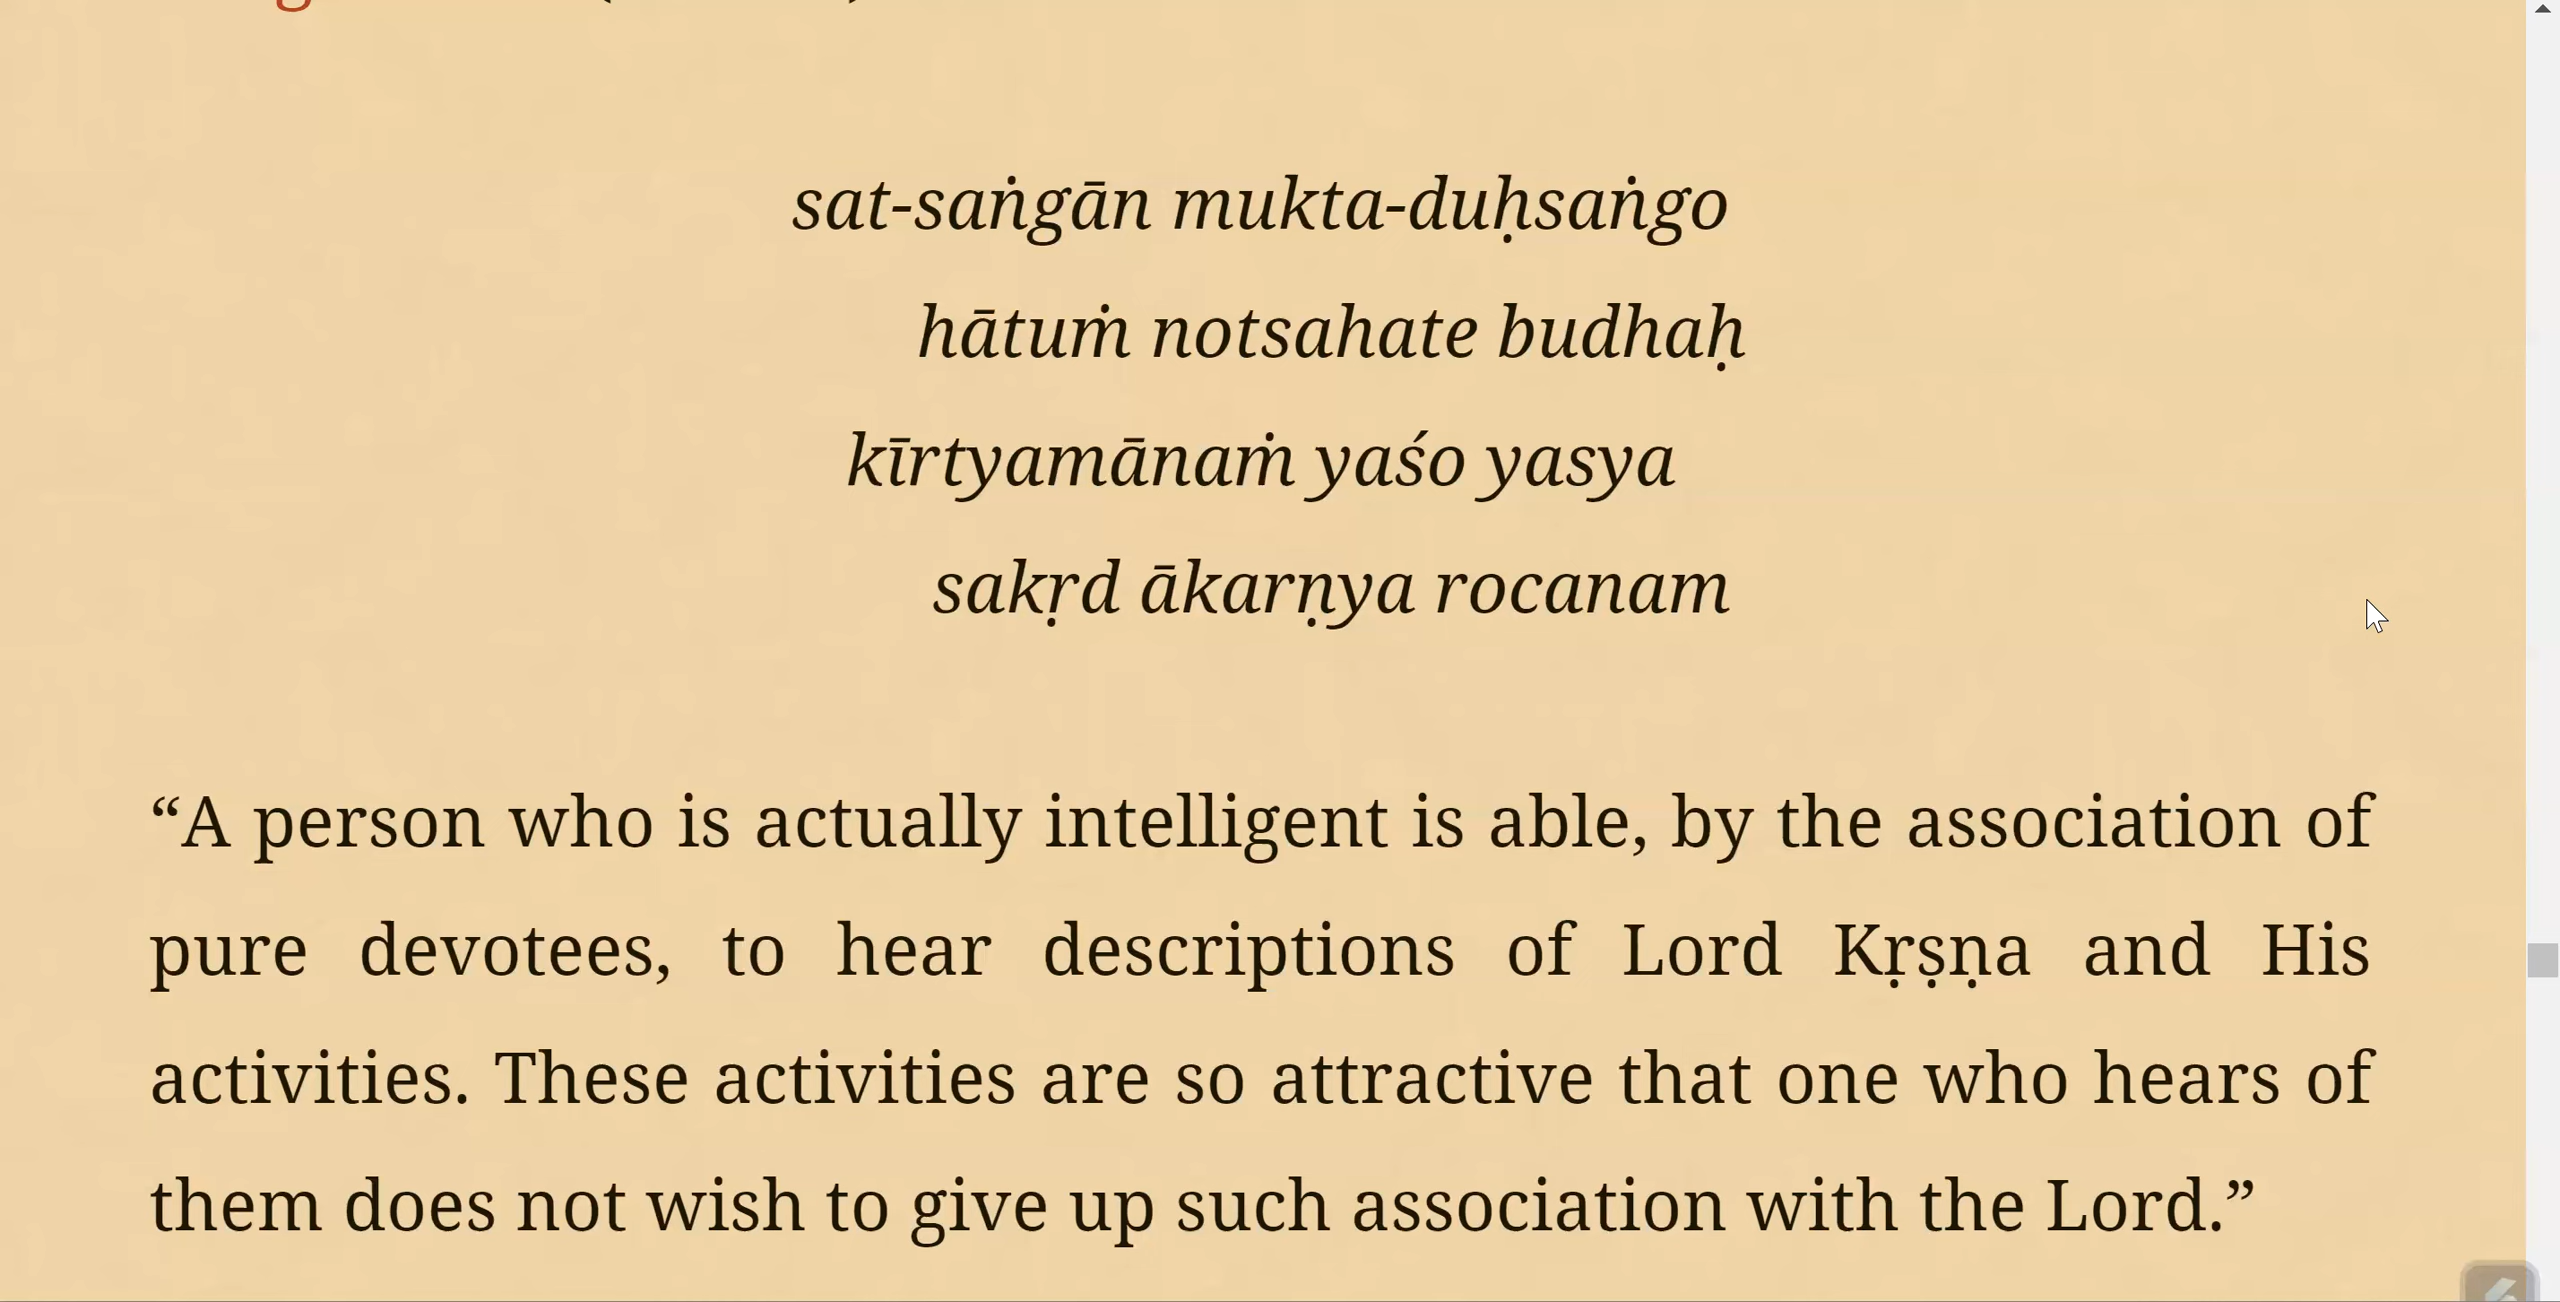 sat-saṅgān mukta-duḥsaṅgo
hātuṁ notsahate budhaḥ
kīrtyamānaṁ yaśo yasya
sakṛd ākarṇya rocanam
“A person who is actually intelligent is able, by the association of
pure devotees, to hear descriptions of Lord Kṛṣṇa and His
activities. These activities are so attractive that one who hears of
them does not wish to give up such association with the Lord.”